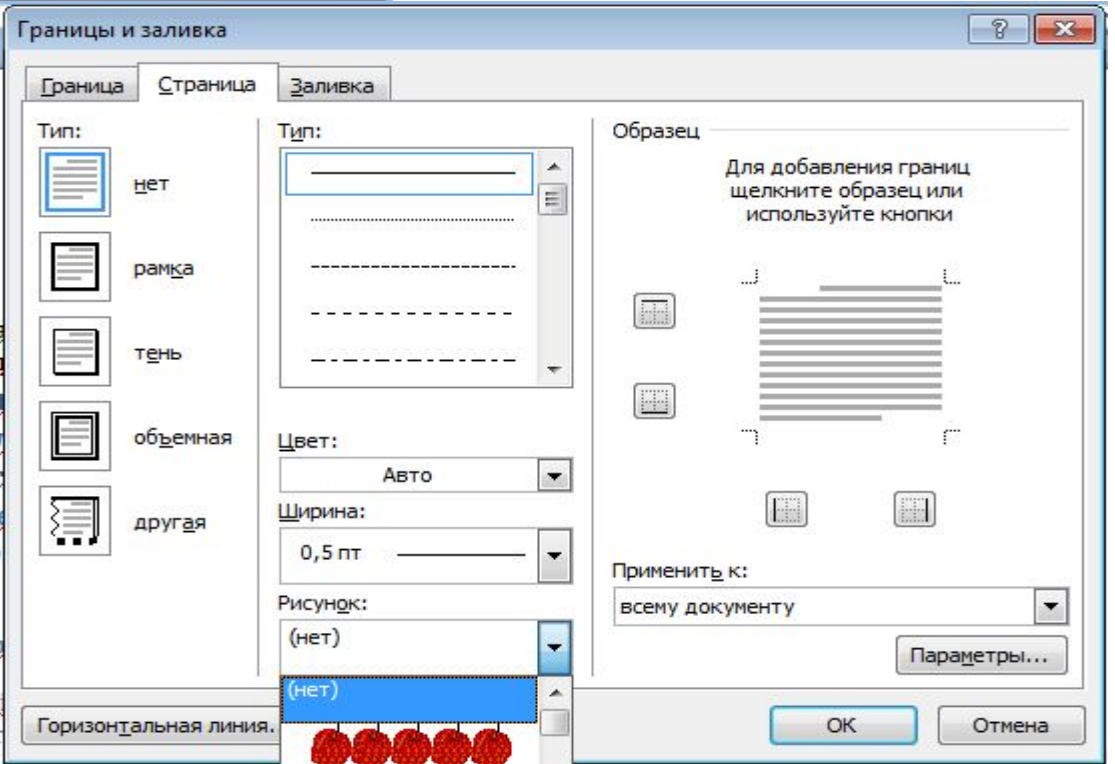 Границы и заливка
Граница
Страница
Заливка
Тип:
нет
рамка
тень
объемная
другая
Тип:
Цвет:
Авто
Ширина:
0,5 пт
Рисунок:
(нет)
(нет)
Образец
Для добавления границ
щелкните образец или
используйте кнопки
Применить к:
всему документу
Параметры...
Горизонтальная линия.
ОК
Отмена